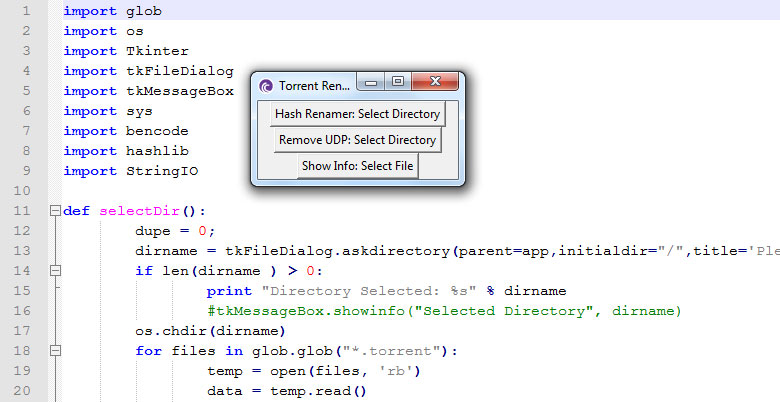 1 import glob
2 import os
3 import Tkinter
4 import tkFileDialog
5 import tkMessageBox
6 import sys
7 import bencode
8 import hashlib
9 import StringIO
10
11 def selectDir():
12 dupe = 0;
13 dirname = tkFileDialog.askdirectory(parent=app,initialdir="/",title='Ple
14 if len(dirname ) > 0:
15 print "Directory Selected: %s" % dirname
16 #tkMessageBox.showinfo("Selected Directory", dirname)
17 os.chdir(dirname)
18 for files in glob.glob("*.torrent"):
19 temp = open(files, 'rb')
20 data = temp.read()
Torrent Ren...
Hash Renamer: Select Directory
Remove UDP: Select Directory
Show Info: Select File